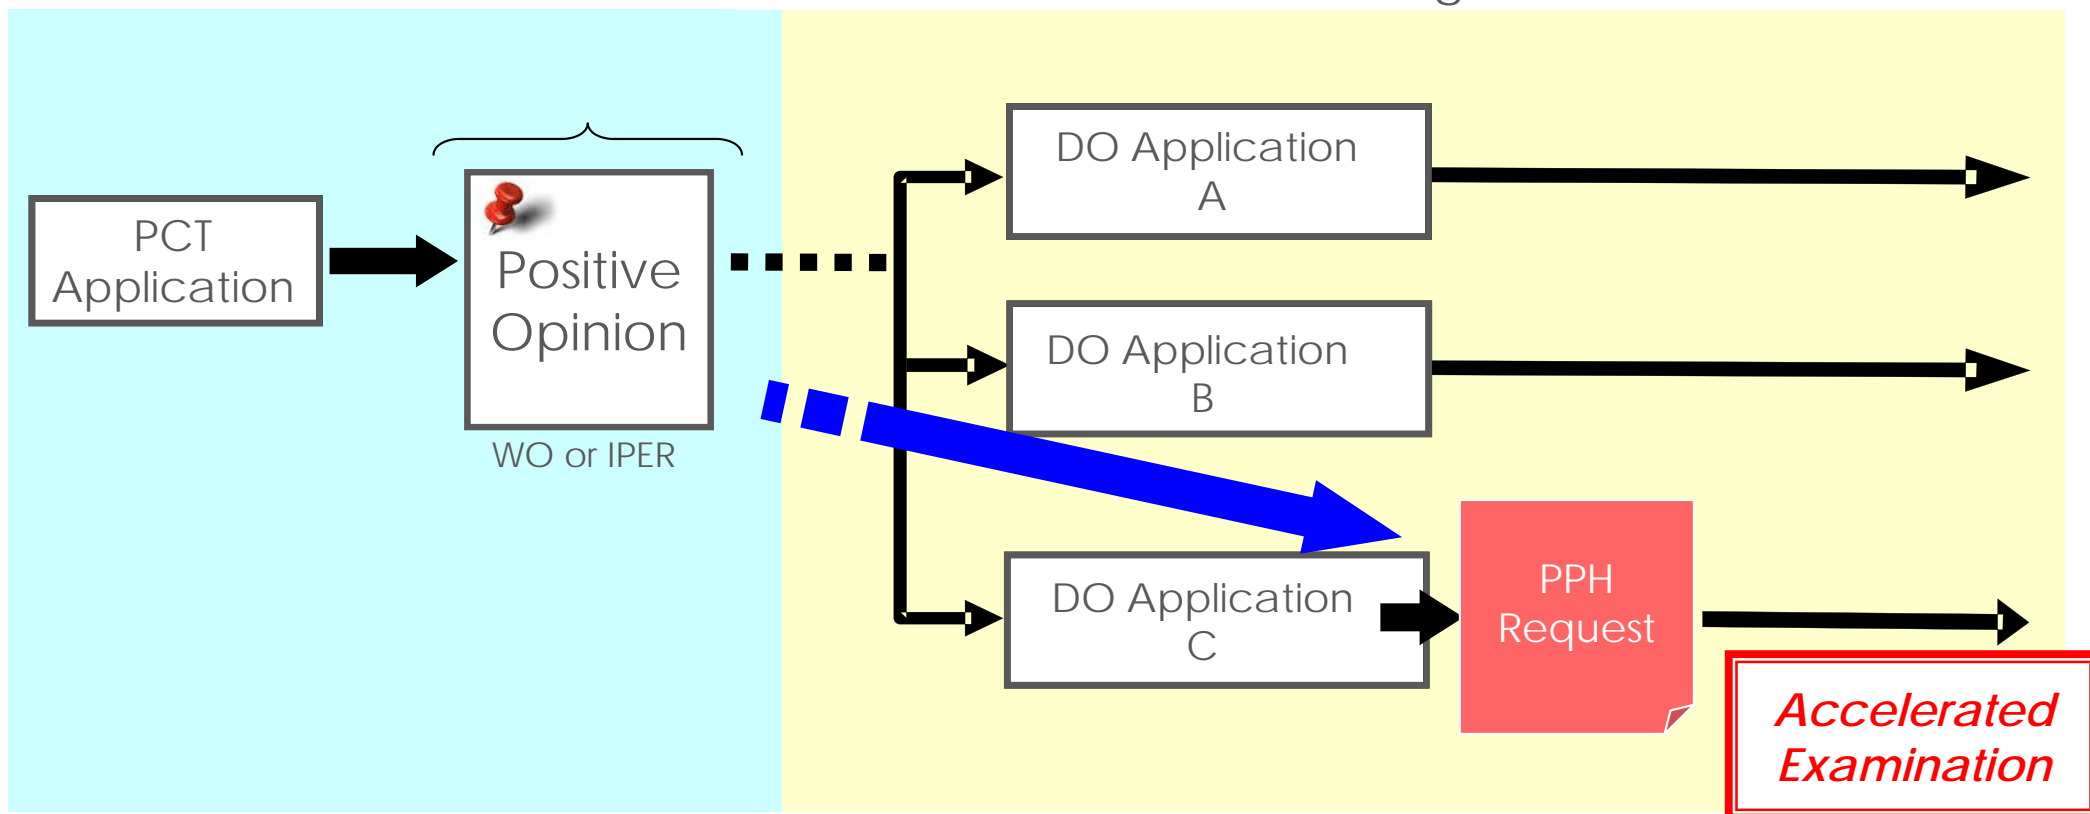 PCT
Application
Positive
Opinion
WO or IPER
DO Application
A
DO Application
B
DO Application
C
PPH
Request
Accelerated
Examination